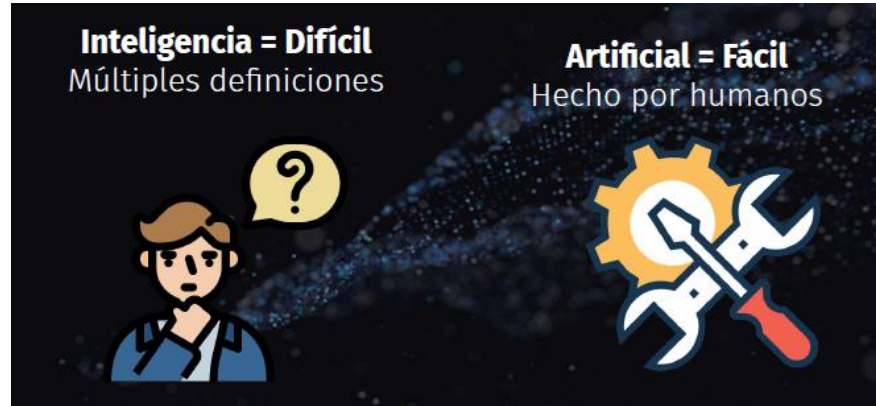 Inteligencia = Difícil
Múltiples definiciones
Artificial = Fácil
Hecho por humanos
?